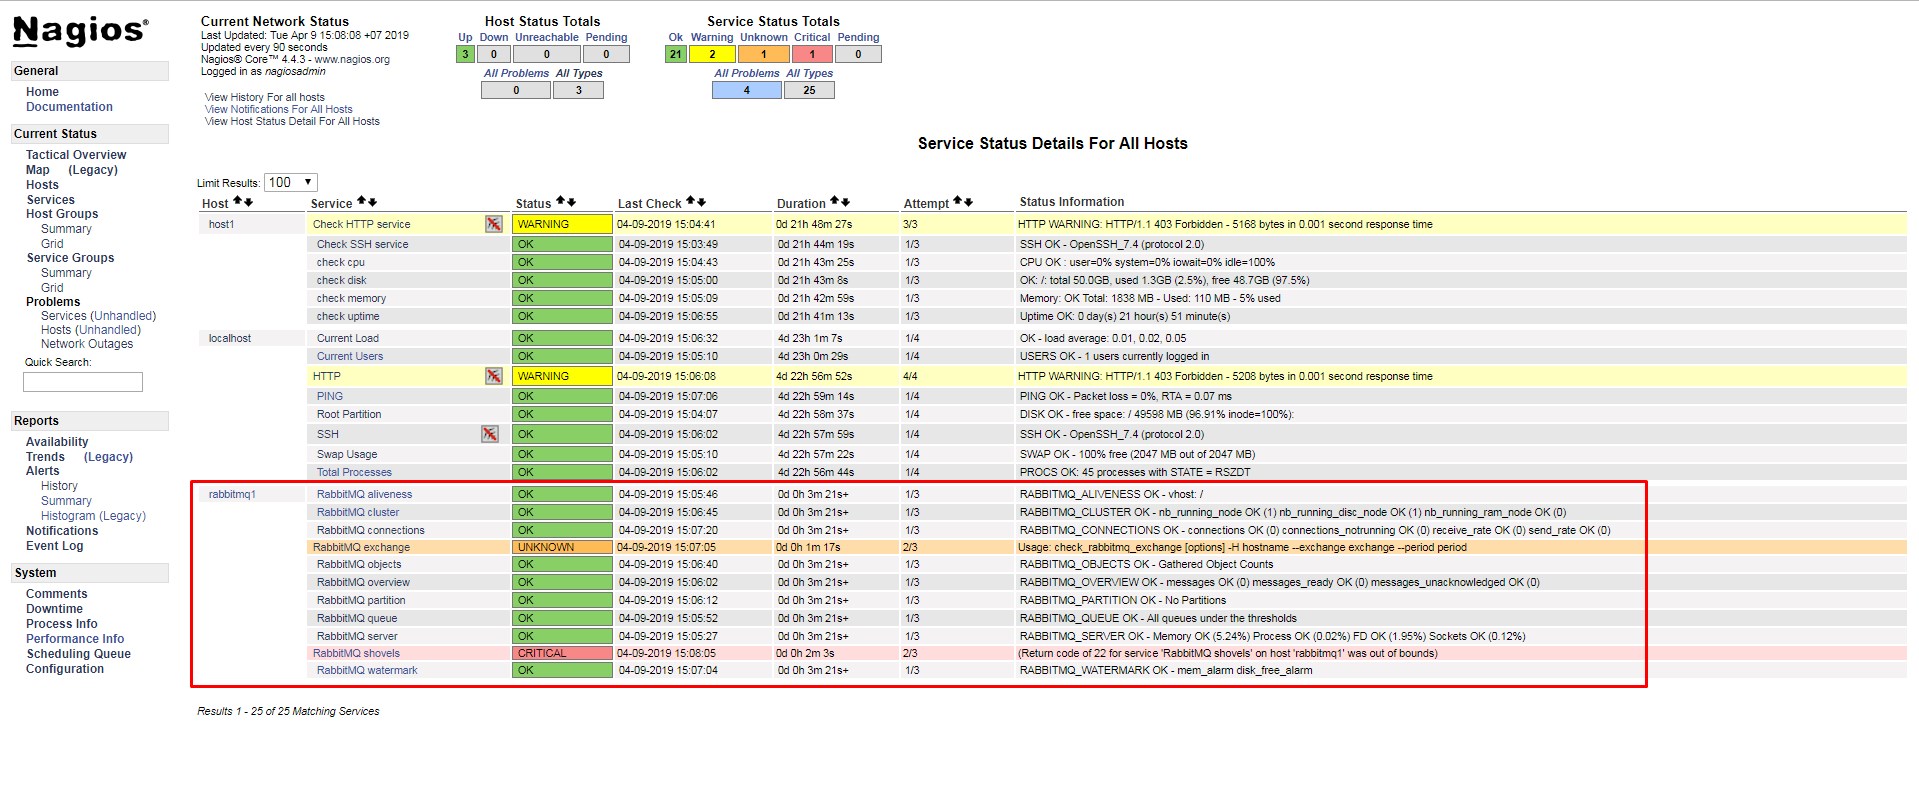 Nagios®
General
Home
Documentation
Current Status
Tactical Overview
Map (Legacy)
Hosts
Services
Host Groups
Summary
Grid
Service Groups
Summary
Grid
Problems
Services (Unhandled)
Hosts (Unhandled)
Network Outages
Quick Search:
Reports
Availability
Trends (Legacy)
Alerts
History
Summary
Histogram (Legacy)
Notifications
Event Log
System
Comments
Downtime
Process Info
Performance Info
Scheduling Queue
Configuration
Current Network Status
Last Updated: Tue Apr 9 15:08:08 +07 2019
Updated every 90 seconds
Nagios® Core™ 4.4.3 - www.nagios.org
Logged in as nagiosadmin
View History For all hosts
View Notifications For All Hosts
View Host Status Detail For All Hosts
Host Status Totals
Up Down Unreachable Pending
3 0 0 0
All Problems All Types
0 3
Service Status Totals
Ok Warning Unknown Critical Pending
21 2 1 1 0
All Problems All Types
4 25
Service Status Details For All Hosts
Limit Results: 100
Host Service Status Last Check Duration Attempt Status Information
host1 Check HTTP service WARNING 04-09-2019 15:04:41 0d 21h 48m 27s 3/3 HTTP WARNING: HTTP/1.1 403 Forbidden - 5168 bytes in 0.001 second response time
Check SSH service OK 04-09-2019 15:03:49 0d 21h 44m 19s 1/3 SSH OK - OpenSSH_7.4 (protocol 2.0)
check cpu OK 04-09-2019 15:04:43 0d 21h 43m 25s 1/3 CPU OK : user=0% system=0% iowait=0% idle=100%
check disk OK 04-09-2019 15:05:00 0d 21h 43m 8s 1/3 OK: /: total 50.0GB, used 1.3GB (2.5%), free 48.7GB (97.5%)
check memory OK 04-09-2019 15:05:09 0d 21h 42m 59s 1/3 Memory: OK Total: 1838 MB - Used: 110 MB - 5% used
check uptime OK 04-09-2019 15:06:55 0d 21h 41m 13s 1/3 Uptime OK: 0 day(s) 21 hour(s) 51 minute(s)
localhost Current Load OK 04-09-2019 15:06:32 4d 23h 1m 7s 1/4 OK - load average: 0.01, 0.02, 0.05
Current Users OK 04-09-2019 15:05:10 4d 23h 0m 29s 1/4 USERS OK - 1 users currently logged in
HTTP WARNING 04-09-2019 15:06:08 4d 22h 56m 52s 4/4 HTTP WARNING: HTTP/1.1 403 Forbidden - 5208 bytes in 0.001 second response time
PING OK 04-09-2019 15:07:06 4d 22h 59m 14s 1/4 PING OK - Packet loss = 0%, RTA = 0.07 ms
Root Partition OK 04-09-2019 15:04:07 4d 22h 58m 37s 1/4 DISK OK - free space: / 49598 MB (96.91% inode=100%):
SSH OK 04-09-2019 15:06:02 4d 22h 57m 59s 1/4 SSH OK - OpenSSH_7.4 (protocol 2.0)
Swap Usage OK 04-09-2019 15:05:10 4d 22h 57m 22s 1/4 SWAP OK - 100% free (2047 MB out of 2047 MB)
Total Processes OK 04-09-2019 15:06:02 4d 22h 56m 44s 1/4 PROCS OK: 45 processes with STATE = RSZDT
rabbitmq1 RabbitMQ aliveness OK 04-09-2019 15:05:46 0d 0h 3m 21s+ 1/3 RABBITMQ_ALIVENESS OK - vhost: /
RabbitMQ cluster OK 04-09-2019 15:06:45 0d 0h 3m 21s+ 1/3 RABBITMQ_CLUSTER OK - nb_running_node OK (1) nb_running_disc_node OK (1) nb_running_ram_node OK (0)
RabbitMQ connections OK 04-09-2019 15:07:20 0d 0h 3m 21s+ 1/3 RABBITMQ_CONNECTIONS OK - connections OK (0) connections_notrunning OK (0) receive_rate OK (0) send_rate OK (0)
RabbitMQ exchange UNKNOWN 04-09-2019 15:07:05 0d 0h 1m 17s 2/3 Usage: check_rabbitmq_exchange [options] -H hostname --exchange exchange --period period
RabbitMQ objects OK 04-09-2019 15:06:40 0d 0h 3m 21s+ 1/3 RABBITMQ_OBJECTS OK - Gathered Object Counts
RabbitMQ overview OK 04-09-2019 15:06:02 0d 0h 3m 21s+ 1/3 RABBITMQ_OVERVIEW OK - messages OK (0) messages_ready OK (0) messages_unacknowledged OK (0)
RabbitMQ partition OK 04-09-2019 15:06:12 0d 0h 3m 21s+ 1/3 RABBITMQ_PARTITION OK - No Partitions
RabbitMQ queue OK 04-09-2019 15:05:52 0d 0h 3m 21s+ 1/3 RABBITMQ_QUEUE OK - All queues under the thresholds
RabbitMQ server OK 04-09-2019 15:05:27 0d 0h 3m 21s+ 1/3 RABBITMQ_SERVER OK - Memory OK (5.24%) Process OK (0.02%) FD OK (1.95%) Sockets OK (0.12%)
RabbitMQ shovels CRITICAL 04-09-2019 15:08:05 0d 0h 2m 3s 2/3 (Return code of 22 for service 'RabbitMQ shovels' on host 'rabbitmq1' was out of bounds)
RabbitMQ watermark OK 04-09-2019 15:07:04 0d 0h 3m 21s+ 1/3 RABBITMQ_WATERMARK OK - mem_alarm disk_free_alarm
Results 1 - 25 of 25 Matching Services